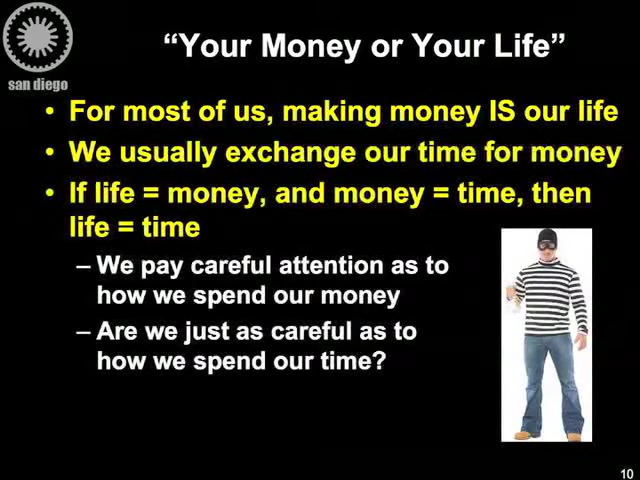 “Your Money or Your Life”
san diego
• For most of us, making money IS our life
• We usually exchange our time for money
• If life = money, and money = time, then
life = time
– We pay careful attention as to
how we spend our money
– Are we just as careful as to
how we spend our time?
10